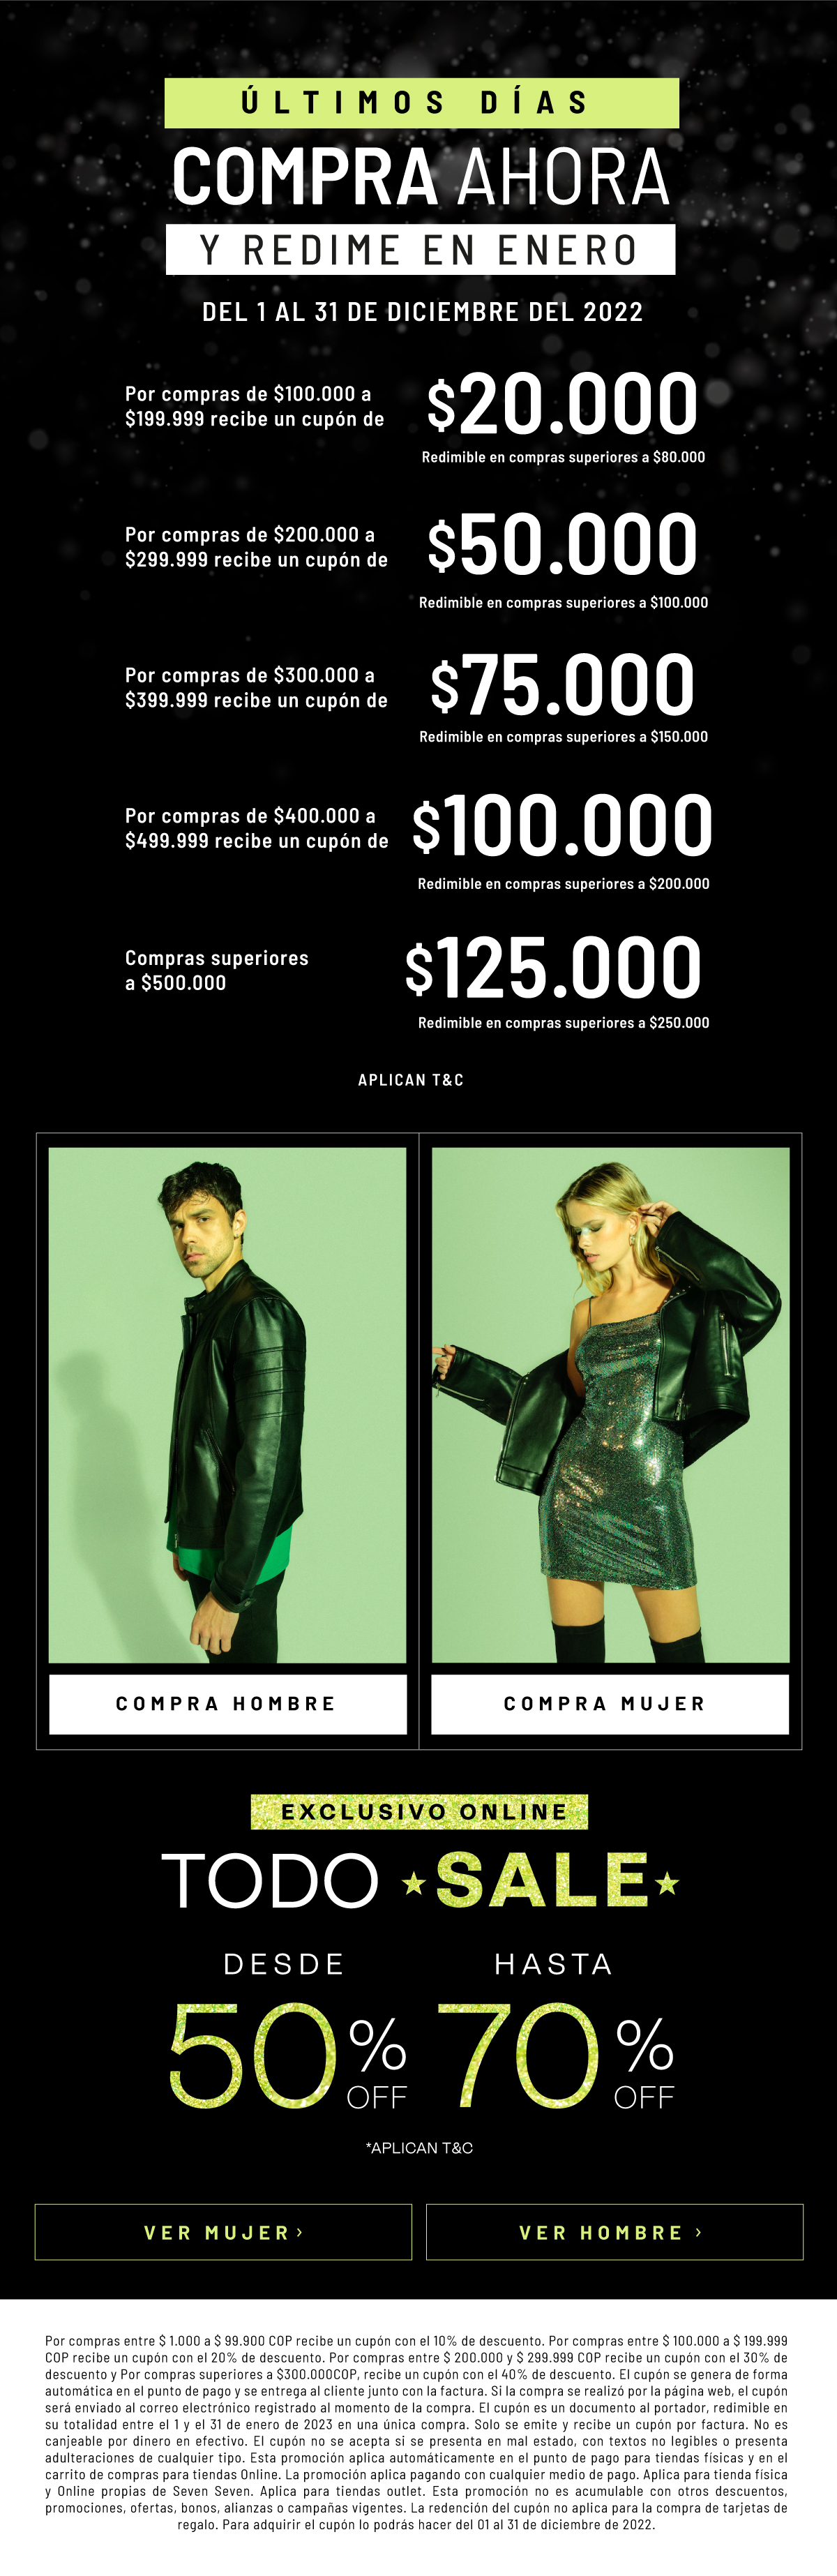 ÚLTIMOS DÍAS
COMPRA AHORA
Y REDIME EN ENERO
DEL 1 AL 31 DE DICIEMBRE DEL 2022
Por compras de $100.000 a
$199.999 recibe un cupón de
$20.000
Redimible en compras superiores a $80.000
Por compras de $200.000 a
$299.999 recibe un cupón de
$50.000
Redimible en compras superiores a $100.000
Por compras de $300.000 a
$399.999 recibe un cupón de
$75.000
Redimible en compras superiores a $150.000
Por compras de $400.000 a
$499.999 recibe un cupón de
$100.000
Redimible en compras superiores a $200.000
Compras superiores
a $500.000
$125.000
Redimible en compras superiores a $250.000
APLICAN T&C
COMPRA HOMBRE
COMPRA MUJER
EXCLUSIVO ONLINE
TODO ★SALE★
DESDE HASTA
50% OFF 70% OFF
*APLICAN T&C
VER MUJER ›
VER HOMBRE ›
Por compras entre $ 1.000 a $ 99.900 COP recibe un cupón con el 10% de descuento. Por compras entre $ 100.000 a $ 199.999
COP recibe un cupón con el 20% de descuento. Por compras entre $ 200.000 y $ 299.999 COP recibe un cupón con el 30% de
descuento y Por compras superiores a $300.000COP, recibe un cupón con el 40% de descuento. El cupón se genera de forma
automática en el punto de pago y se entrega al cliente junto con la factura. Si la compra se realizó por la página web, el cupón
será enviado al correo electrónico registrado al momento de la compra. El cupón es un documento al portador, redimible en
su totalidad entre el 1 y el 31 de enero de 2023 en una única compra. Solo se emite y recibe un cupón por factura. No es
canjeable por dinero en efectivo. El cupón no se acepta si se presenta en mal estado, con textos no legibles o presenta
adulteraciones de cualquier tipo. Esta promoción aplica automáticamente en el punto de pago para tiendas físicas y en el
carrito de compras para tiendas Online. La promoción aplica pagando con cualquier medio de pago. Aplica para tienda física
y Online propias de Seven Seven. Aplica para tiendas outlet. Esta promoción no es acumulable con otros descuentos,
promociones, ofertas, bonos, alianzas o campañas vigentes. La redención del cupón no aplica para la compra de tarjetas de
regalo. Para adquirir el cupón lo podrás hacer del 01 al 31 de diciembre de 2022.